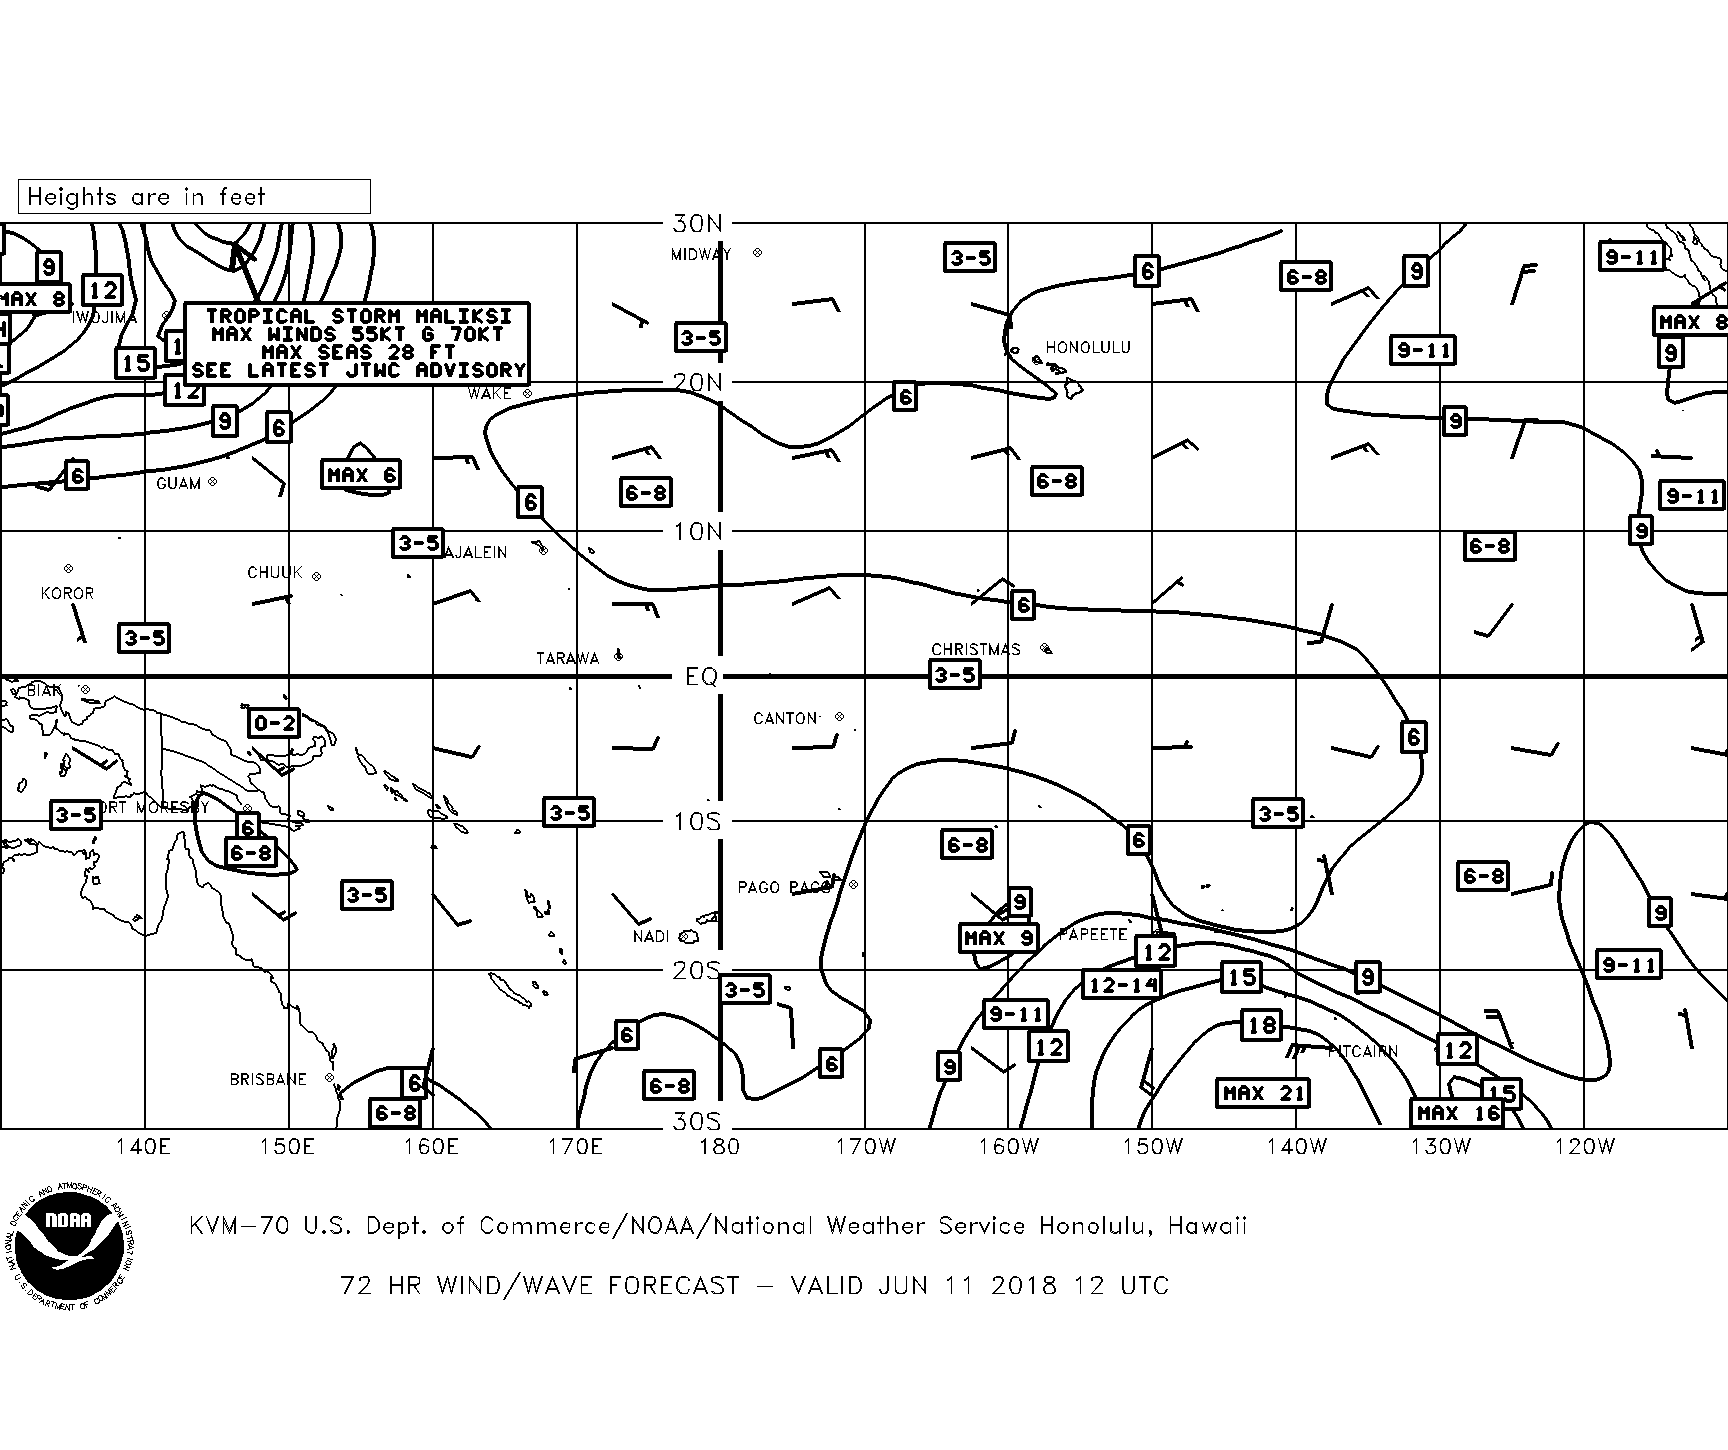 Heights are in feet
30N
MIDWAY
3-5
6
6-8
9
9-11
9
12
MAX 8
IWOJIMA
TROPICAL STORM MALIKSI
MAX WINDS 55KT G 70KT
MAX SEAS 28 FT
SEE LATEST JTWC ADVISORY
3-5
HONOLULU
9-11
MAX 8
9
15
12
20N
WAKE
6
9
6
9
6
GUAM
MAX 6
6-8
6-8
9-11
6
10N
9
3-5
AJALEIN
6-8
KOROR
CHUUK
6
3-5
TARAWA
CHRISTMAS
EQ
3-5
BIAK
0-2
CANTON
6
3-5
ORT MORESBY
3-5
10S
3-5
6
6-8
6-8
6
6-8
3-5
PAGO PAGO
9
9
NADI
MAX 9
PAPEETE
12
9-11
20S
3-5
12-14
15
9
9-11
18
6
12
6
9
12
PITCAIRN
BRISBANE
6
6-8
6-8
MAX 21
15
MAX 16
30S
140E
150E
160E
170E
180
170W
160W
150W
140W
130W
120W
NOAA
NATIONAL OCEANIC AND ATMOSPHERIC ADMINISTRATION
U.S. DEPARTMENT OF COMMERCE
KVM-70 U.S. Dept. of Commerce/NOAA/National Weather Service Honolulu, Hawaii
72 HR WIND/WAVE FORECAST - VALID JUN 11 2018 12 UTC